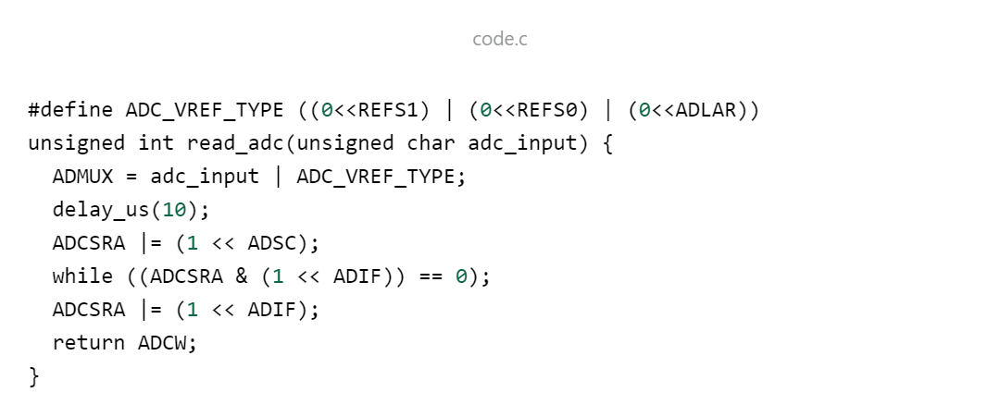 code.c
#define ADC_VREF_TYPE ((0<<REFS1) | (0<<REFS0) | (0<<ADLAR))
unsigned int read_adc(unsigned char adc_input) {
  ADMUX = adc_input | ADC_VREF_TYPE;
  delay_us(10);
  ADCSRA |= (1 << ADSC);
  while ((ADCSRA & (1 << ADIF)) == 0);
  ADCSRA |= (1 << ADIF);
  return ADCW;
}